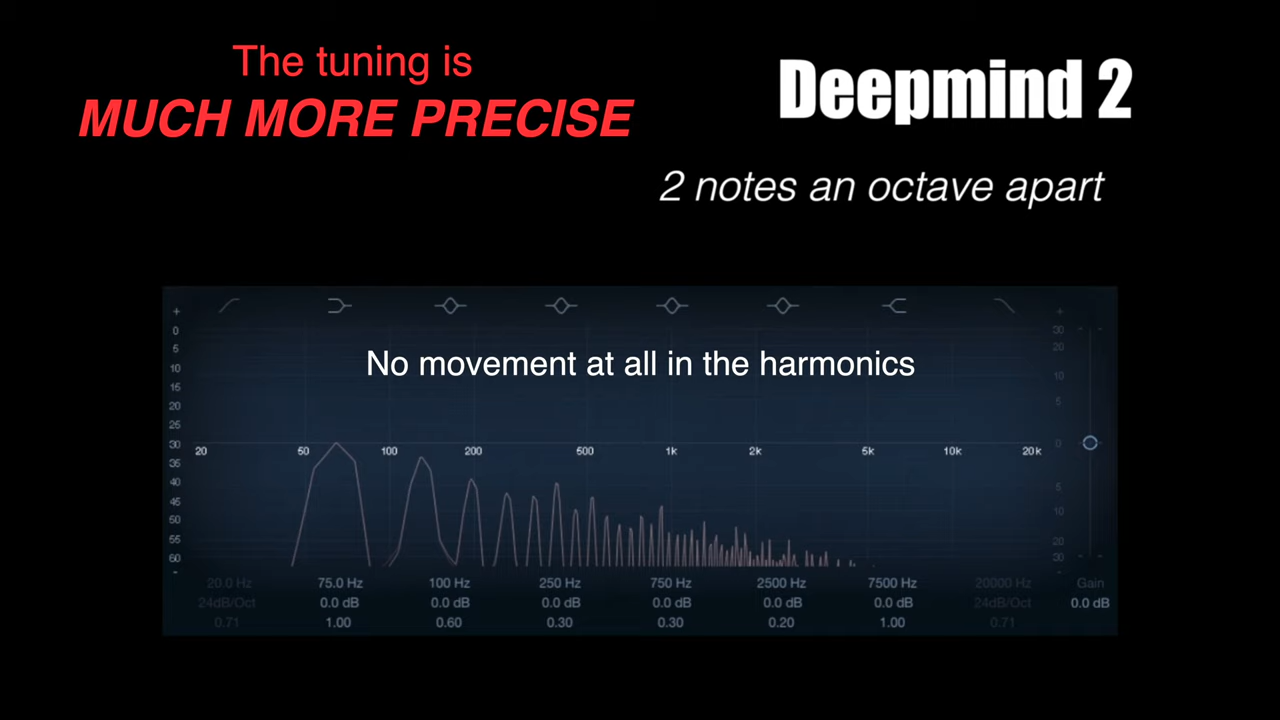 The tuning is
MUCH MORE PRECISE
Deepmind 2
2 notes an octave apart
No movement at all in the harmonics
+ +
0 30
5 20
10 10
15
20 5
25
30 20 50 100 200 500 1k 2k 5k 10k 20k 0
35
40
45 5
50 10
55 20
60 30
- -
20.0 Hz 75.0 Hz 100 Hz 250 Hz 750 Hz 2500 Hz 7500 Hz 20900 Hz Gain
24dB/Oct 0.0 dB 0.0 dB 0.0 dB 0.0 dB 0.0 dB 0.0 dB 24dB/Oct 0.0 dB
0.71 1.00 0.60 0.30 0.30 0.20 1.00 0.71